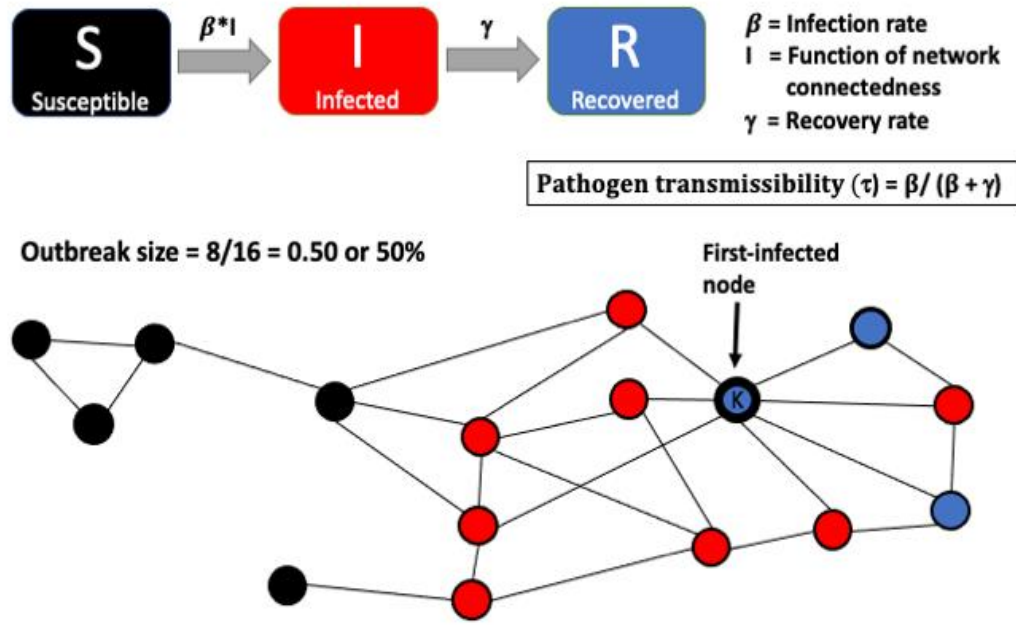 S
Susceptible
β*I
I
Infected
γ
R
Recovered
β = Infection rate
I = Function of network
connectedness
γ = Recovery rate
Pathogen transmissibility (τ) = β/ (β + γ)
Outbreak size = 8/16 = 0.50 or 50%
First-infected
node
K